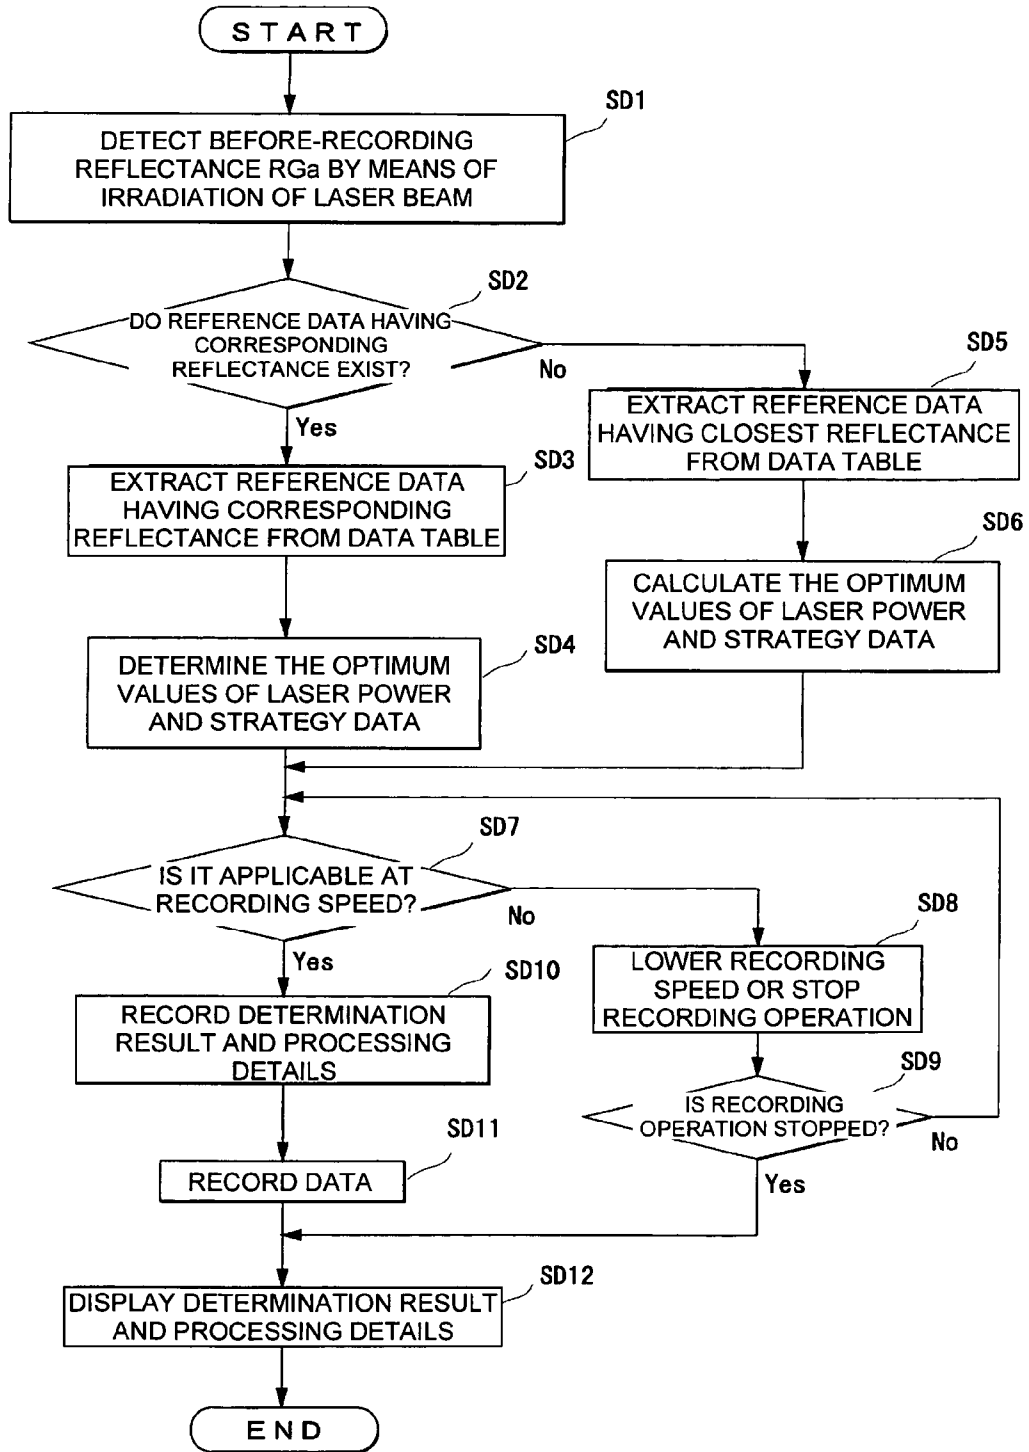 START
SD1
DETECT BEFORE-RECORDING
REFLECTANCE RGa BY MEANS OF
IRRADIATION OF LASER BEAM
SD2
DO REFERENCE DATA HAVING
CORRESPONDING
REFLECTANCE EXIST?
No
Yes
SD5
EXTRACT REFERENCE DATA
HAVING CLOSEST REFLECTANCE
FROM DATA TABLE
SD3
EXTRACT REFERENCE DATA
HAVING CORRESPONDING
REFLECTANCE FROM DATA TABLE
SD6
CALCULATE THE OPTIMUM
VALUES OF LASER POWER
AND STRATEGY DATA
SD4
DETERMINE THE OPTIMUM
VALUES OF LASER POWER
AND STRATEGY DATA
SD7
IS IT APPLICABLE AT
RECORDING SPEED?
No
Yes
SD8
LOWER RECORDING
SPEED OR STOP
RECORDING OPERATION
SD10
RECORD DETERMINATION
RESULT AND PROCESSING
DETAILS
SD9
IS RECORDING
OPERATION STOPPED?
No
Yes
SD11
RECORD DATA
SD12
DISPLAY DETERMINATION RESULT
AND PROCESSING DETAILS
END